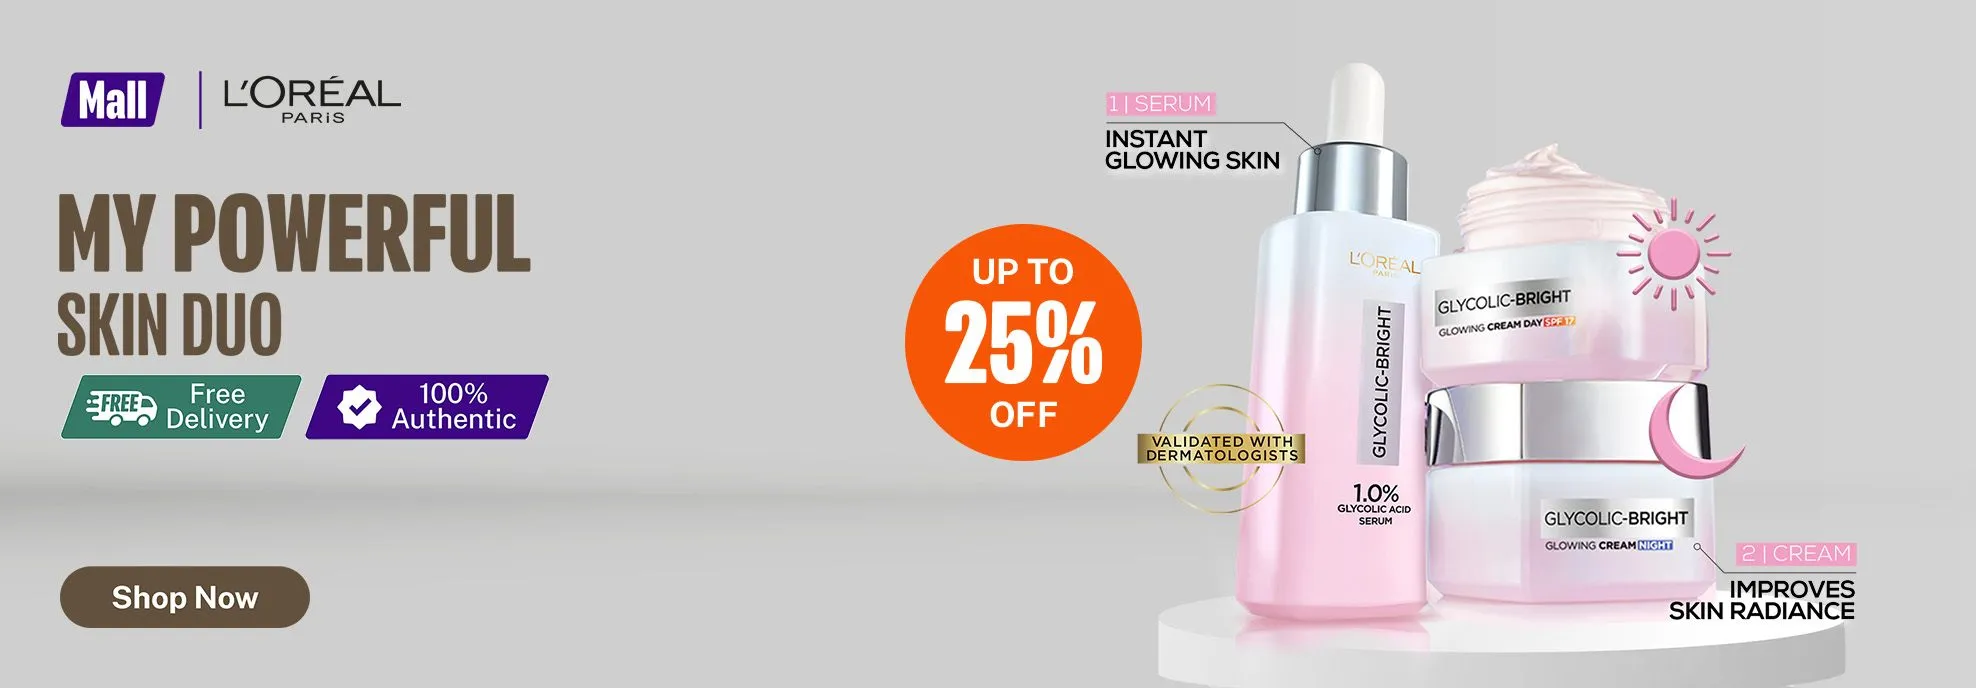 Mall
L'ORÉAL
PARiS
MY POWERFUL
SKIN DUO
FREE
Free
Delivery
100%
Authentic
Shop Now
UP TO
25%
OFF
1 | SERUM
INSTANT
GLOWING SKIN
VALIDATED WITH
DERMATOLOGISTS
L'ORÉAL
PARIS
GLYCOLIC-BRIGHT
1.0%
GLYCOLIC ACID
SERUM
GLYCOLIC-BRIGHT
GLOWING CREAM DAY SPF 17
GLYCOLIC-BRIGHT
GLOWING CREAM NIGHT
2 | CREAM
IMPROVES
SKIN RADIANCE